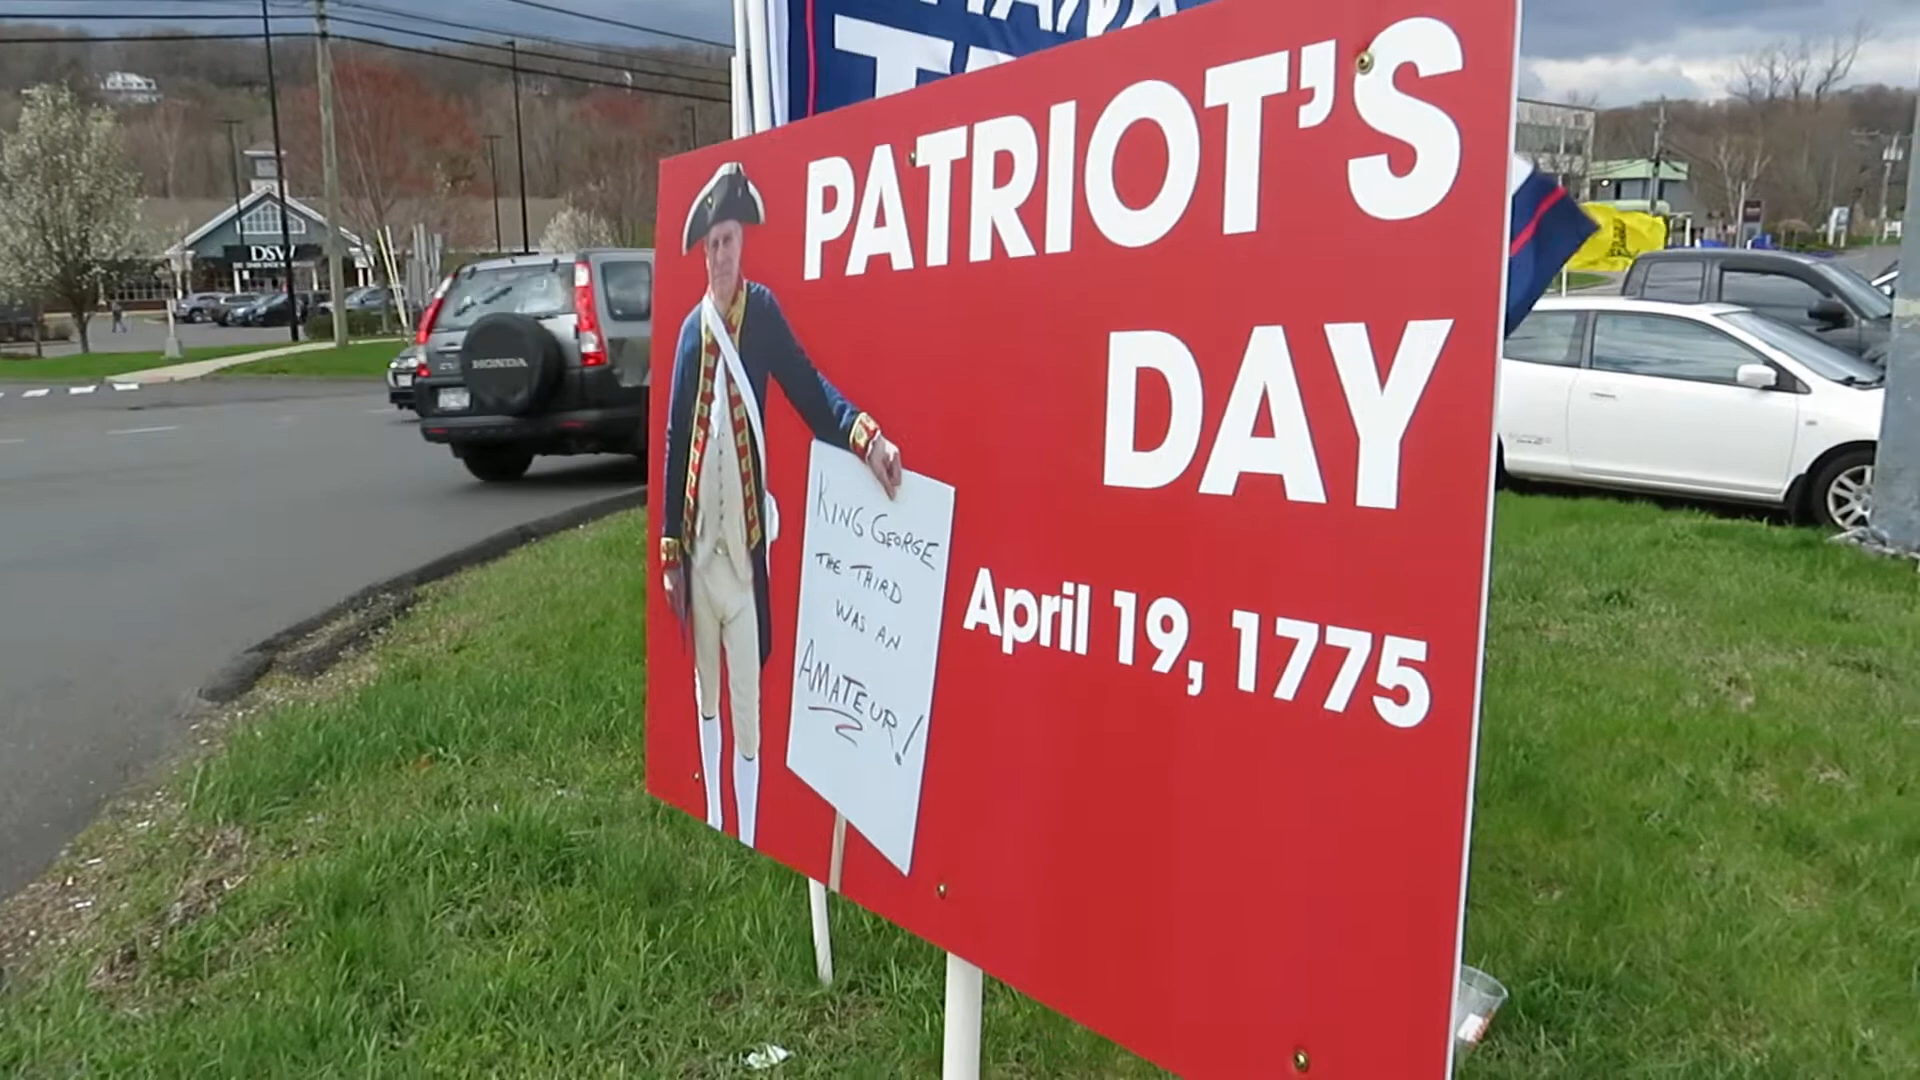 PATRIOT'S
DAY
April 19, 1775
KING GEORGE
THE THIRD
WAS AN
AMATEUR!
DSW
HONDA